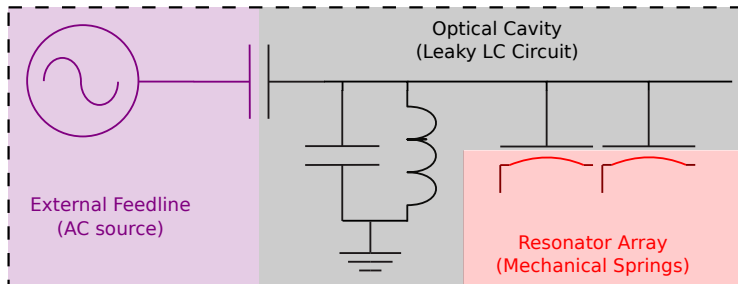 Optical Cavity
(Leaky LC Circuit)
External Feedline
(AC source)
Resonator Array
(Mechanical Springs)